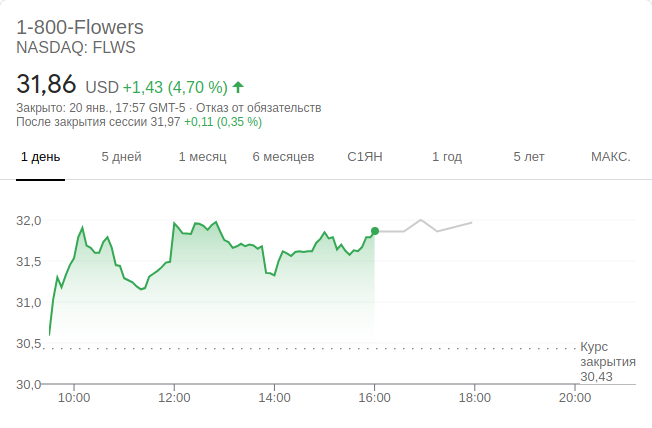 1-800-Flowers
NASDAQ: FLWS
31,86 USD +1,43 (4,70 %)
Закрыто: 20 янв., 17:57 GMT-5 · Отказ от обязательств
После закрытия сессии 31,97 +0,11 (0,35 %)
1 день 5 дней 1 месяц 6 месяцев С1ЯН 1 год 5 лет МАКС.
32,0
31,5
31,0
30,5
Курс
закрытия
30,43
30,0
10:00 12:00 14:00 16:00 18:00 20:00